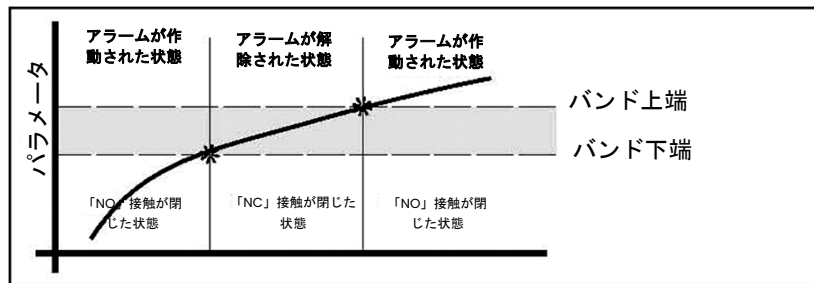 アラームが作
動された状態
アラームが解
除された状態
アラームが作
動された状態
パラメータ
バンド上端
バンド下端
「NO」接触が閉
じた状態
「NC」接触が閉じた
状態
「NO」接触が閉
じた状態